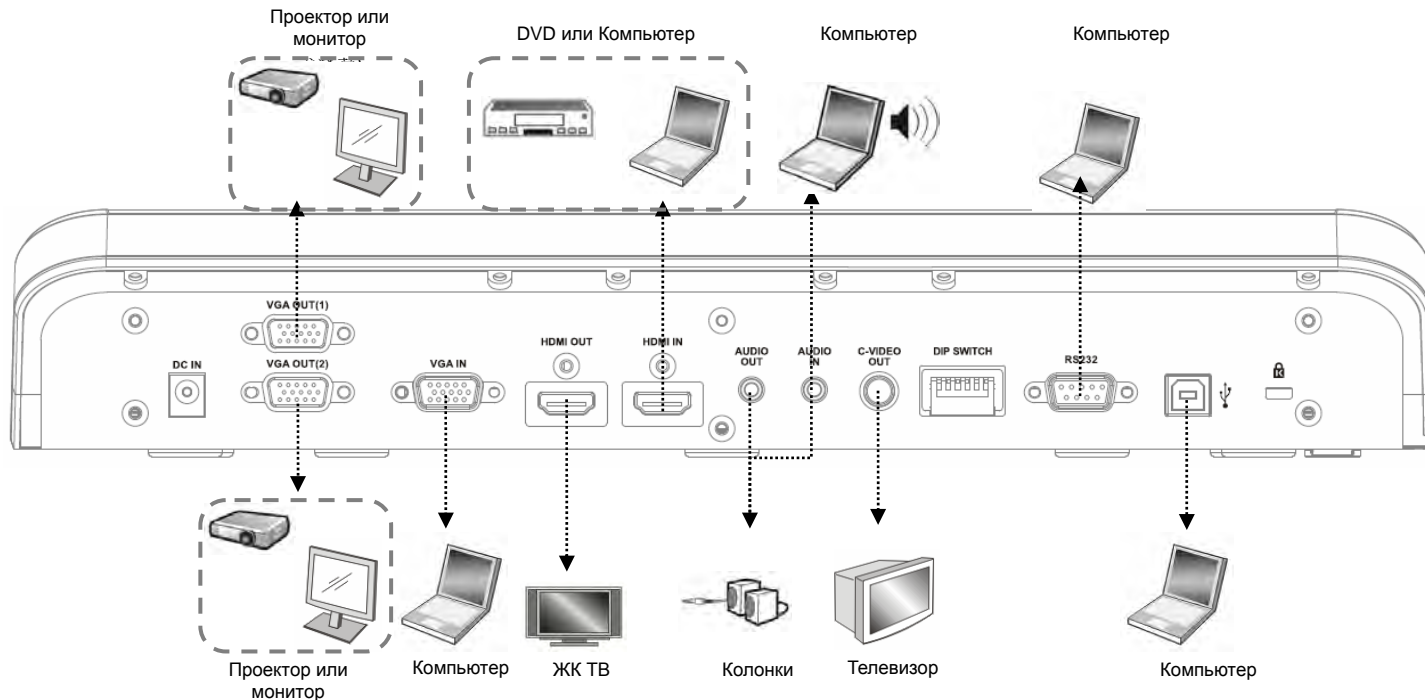 Проектор или
монитор
DVD или Компьютер
Компьютер
Компьютер
VGA OUT(1)
DC IN
VGA OUT(2)
VGA IN
HDMI OUT
HDMI IN
AUDIO
OUT
AUDIO
IN
C-VIDEO
OUT
DIP SWITCH
RS232
K
Проектор или
монитор
Компьютер
ЖК ТВ
Колонки
Телевизор
Компьютер